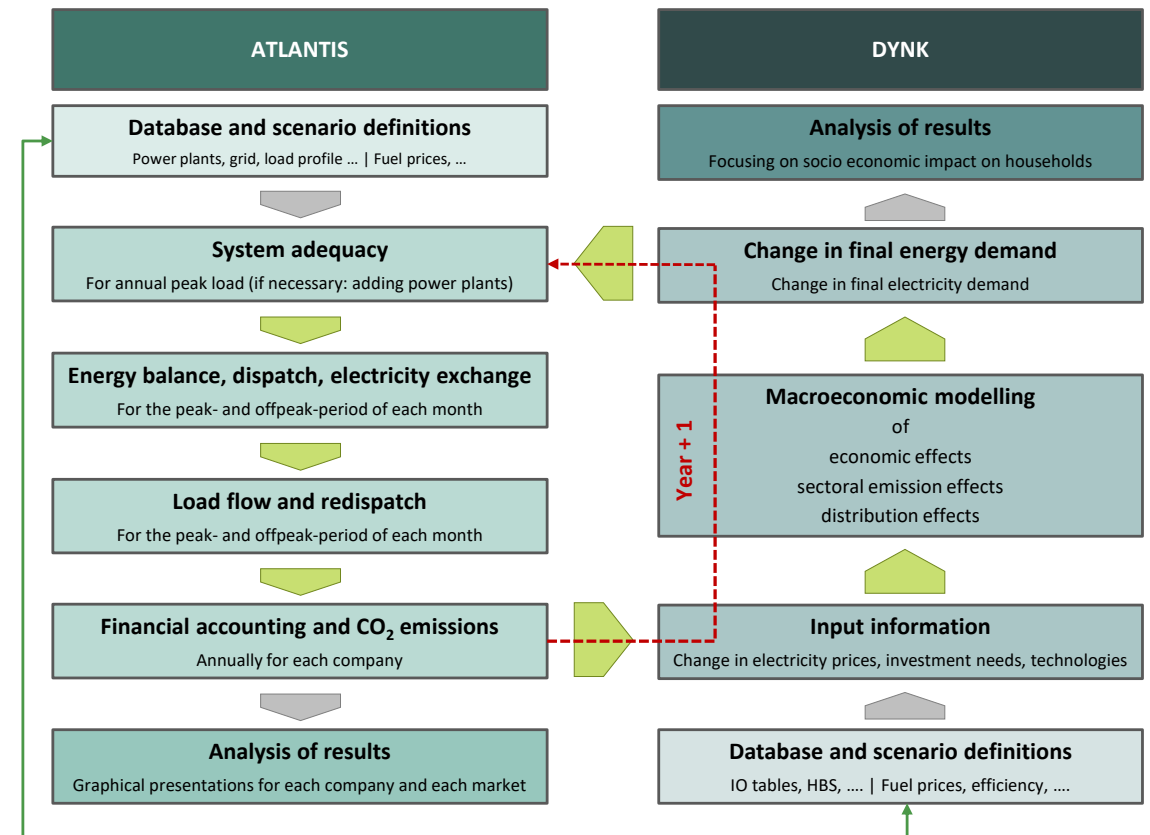 ATLANTIS
Database and scenario definitions
Power plants, grid, load profile … | Fuel prices, …
System adequacy
For annual peak load (if necessary: adding power plants)
Energy balance, dispatch, electricity exchange
For the peak- and offpeak-period of each month
Load flow and redispatch
For the peak- and offpeak-period of each month
Financial accounting and CO₂ emissions
Annually for each company
Analysis of results
Graphical presentations for each company and each market
Year + 1
DYNK
Analysis of results
Focusing on socio economic impact on households
Change in final energy demand
Change in final electricity demand
Macroeconomic modelling
of
economic effects
sectoral emission effects
distribution effects
Input information
Change in electricity prices, investment needs, technologies
Database and scenario definitions
IO tables, HBS, …. | Fuel prices, efficiency, ….